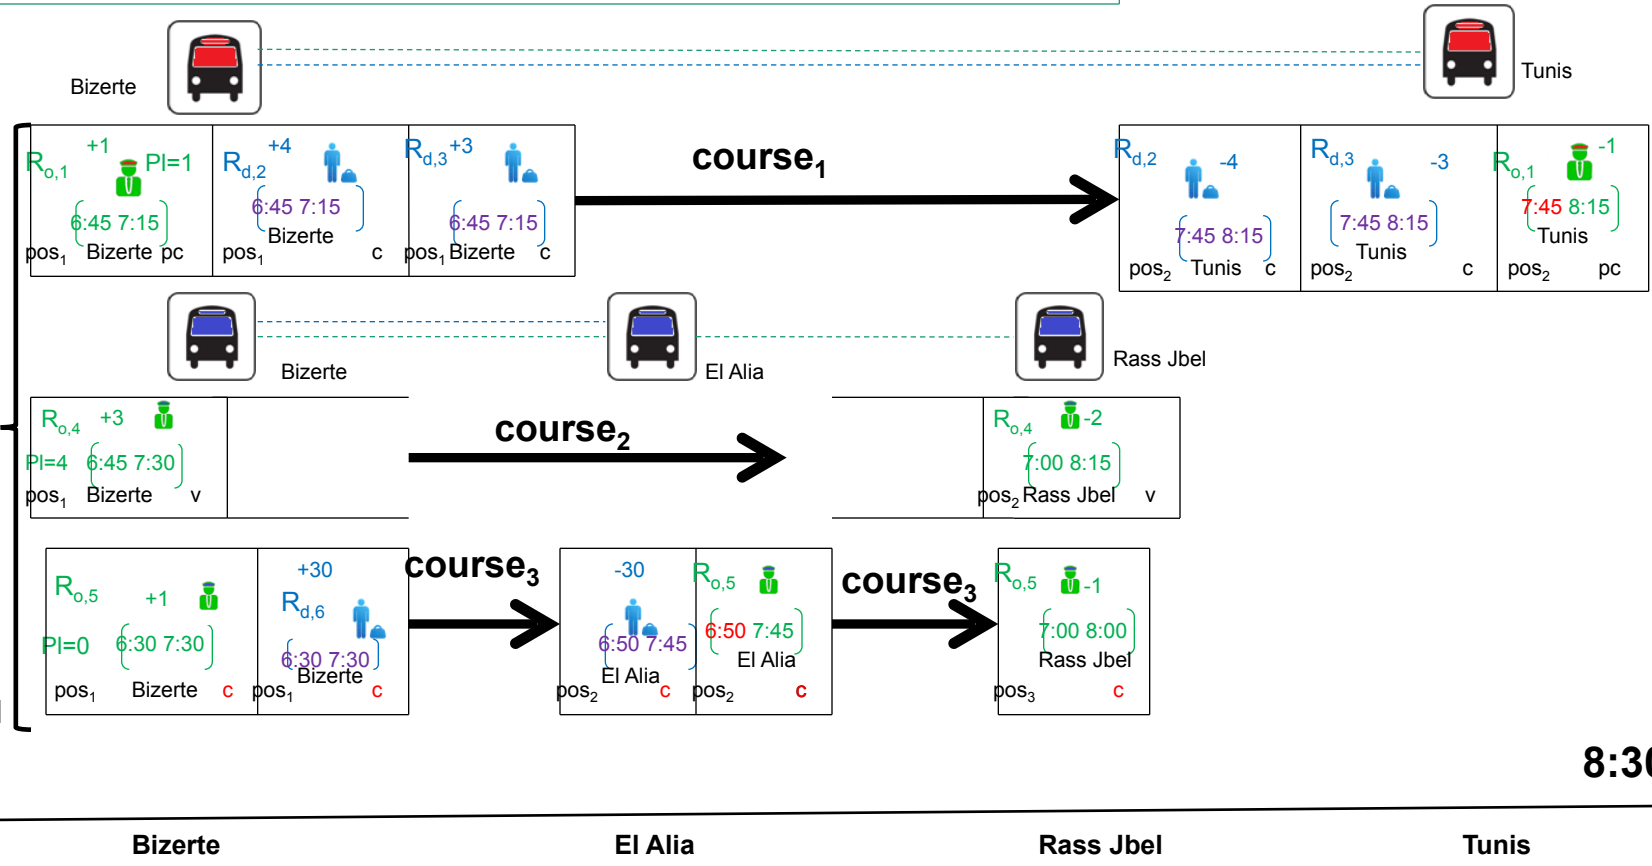 Bizerte
Tunis
R o,1 +1 Pl=1
6:45 7:15
pos1 Bizerte pc
R d,2 +4
6:45 7:15
Bizerte
pos1 c
R d,3 +3
6:45 7:15
pos1 Bizerte c
course1
R d,2 -4
7:45 8:15
pos2 Tunis c
R d,3 -3
7:45 8:15
Tunis
pos2 c
R o,1 -1
7:45 8:15
Tunis
pos2 pc
Bizerte
El Alia
Rass Jbel
R o,4 +3
Pl=4 6:45 7:30
pos1 Bizerte v
course2
R o,4 -2
7:00 8:15
pos2 Rass Jbel v
R o,5 +1
Pl=0 6:30 7:30
pos1 Bizerte c
+30
R d,6
6:30 7:30
Bizerte
pos1 c
course3
-30
6:50 7:45
El Alia
pos2 c
R o,5
6:50 7:45
El Alia
pos2 c
course3
R o,5 -1
7:00 8:00
Rass Jbel
pos3 c
8:30
Bizerte El Alia Rass Jbel Tunis